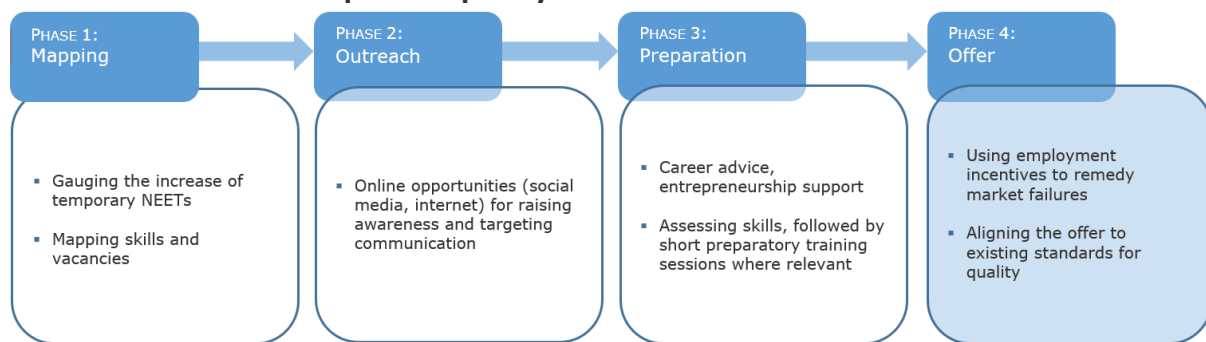 PHASE 1:
Mapping
Gauging the increase of
temporary NEETs
Mapping skills and
vacancies
PHASE 2:
Outreach
Online opportunities (social
media, internet) for raising
awareness and targeting
communication
PHASE 3:
Preparation
Career advice,
entrepreneurship support
Assessing skills, followed by
short preparatory training
sessions where relevant
PHASE 4:
Offer
Using employment
incentives to remedy
market failures
Aligning the offer to
existing standards for
quality